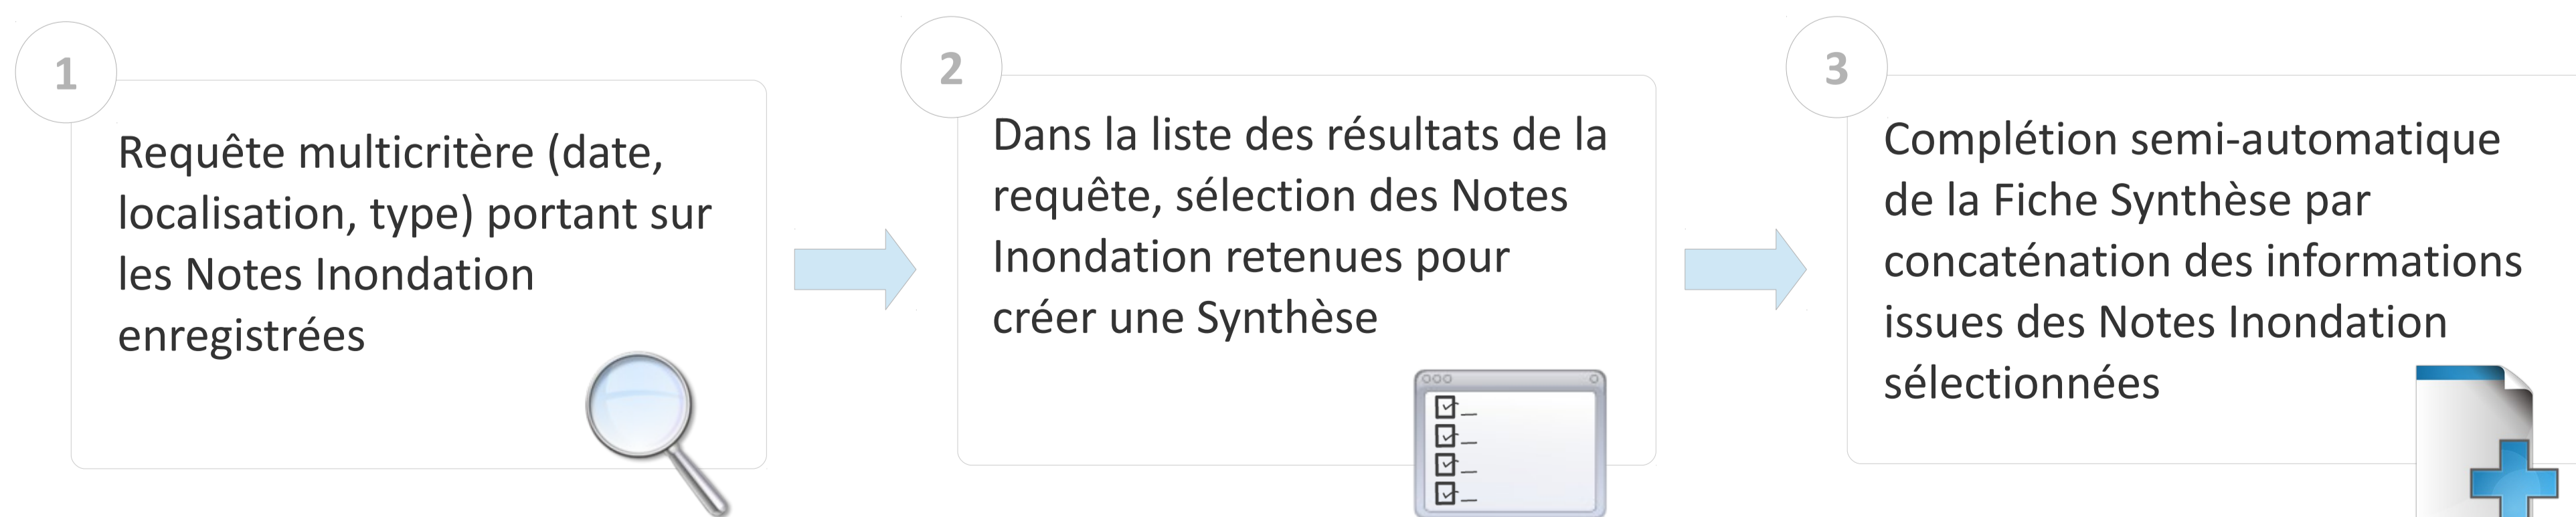 1
Requête multicritère (date,
localisation, type) portant sur
les Notes Inondation
enregistrées
2
Dans la liste des résultats de la
requête, sélection des Notes
Inondation retenues pour
créer une Synthèse
3
Complétion semi-automatique
de la Fiche Synthèse par
concaténation des informations
issues des Notes Inondation
sélectionnées